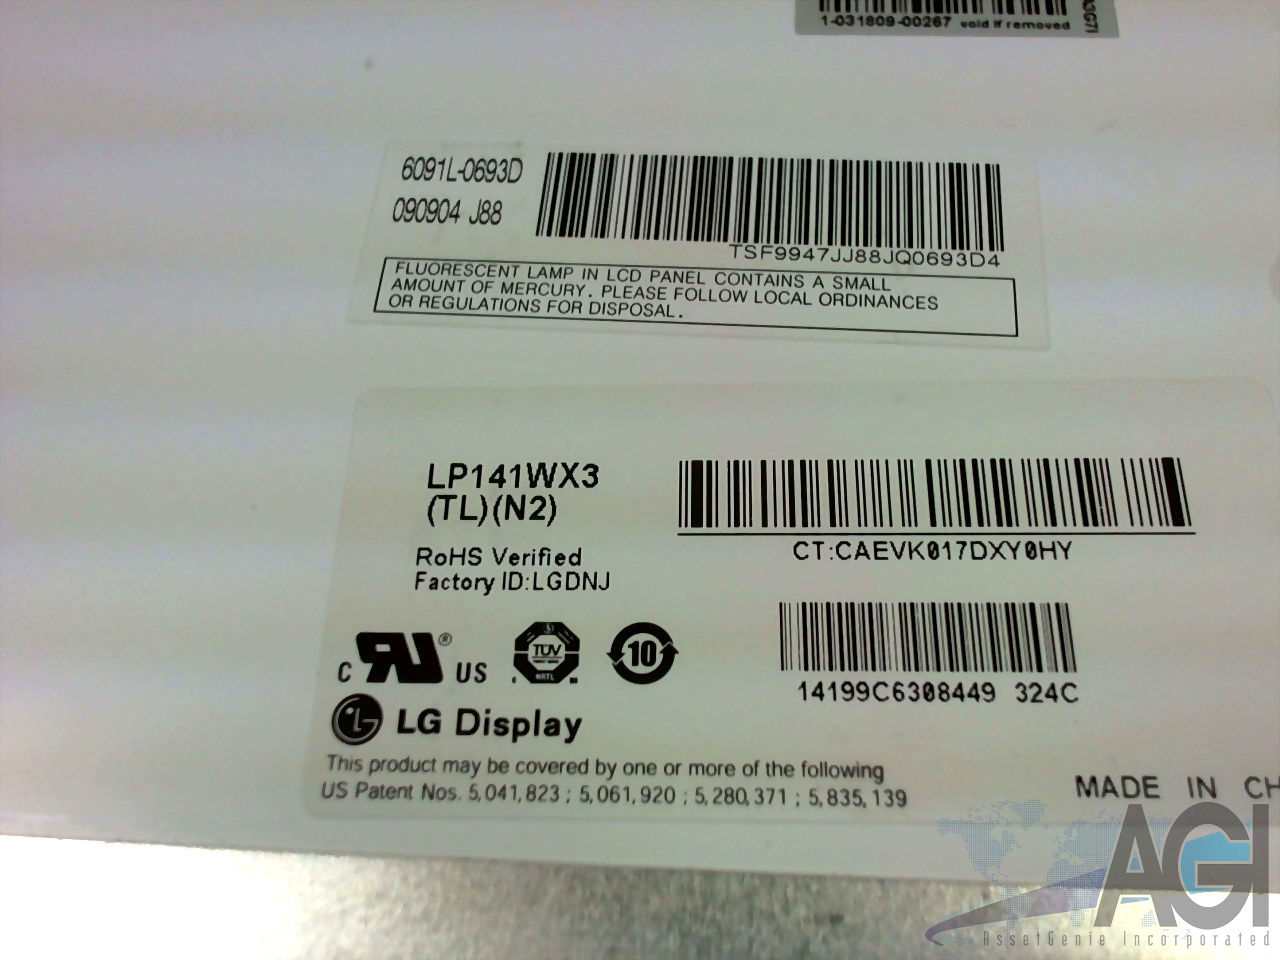 1-031809-00267 void if removed
6091L-0693D
090904 J88
TSF9947JJ88JQ0693D4
FLUORESCENT LAMP IN LCD PANEL CONTAINS A SMALL
AMOUNT OF MERCURY. PLEASE FOLLOW LOCAL ORDINANCES
OR REGULATIONS FOR DISPOSAL.
LP141WX3
(TL)(N2)
CT:CAEVK017DXY0HY
RoHS Verified
Factory ID:LGDNJ
C RU ® US
TÜV
NRTL
10
14199C6308449 324C
LG Display
This product may be covered by one or more of the following
US Patent Nos. 5,041,823 ; 5,061,920 ; 5,280,371 ; 5,835,139
MADE IN CH
AGI
AssetGenie Incorporated